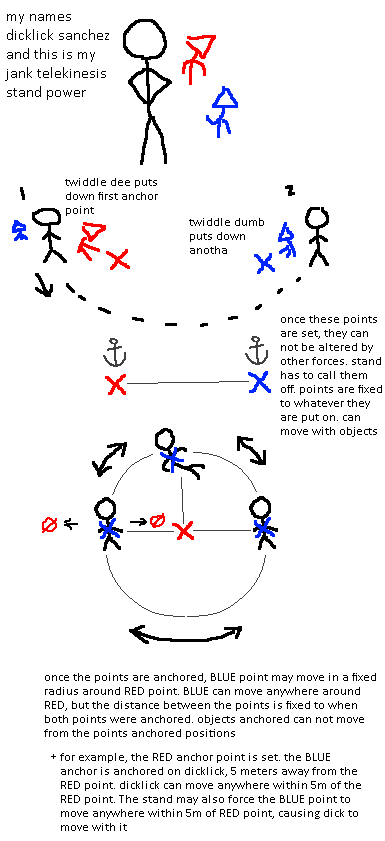 my names
dicklick sanchez
and this is my
jank telekinesis
stand power
1
twiddle dee puts
down first anchor
point
2
twiddle dumb
puts down
anotha
once these points
are set, they can
not be altered by
other forces. stand
has to call them
off. points are fixed
to whatever they
are put on. can
move with objects
once the points are anchored, BLUE point may move in a fixed
radius around RED point. BLUE can move anywhere around
RED, but the distance between the points is fixed to when
both points were anchored. objects anchored can not move
from the points anchored positions
+ for example, the RED anchor point is set. the BLUE
anchor is anchored on dicklick, 5 meters away from the
RED point. dicklick can move anywhere within 5m of the
RED point. The stand may also force the BLUE point to
move anywhere within 5m of RED point, causing dick to
move with it